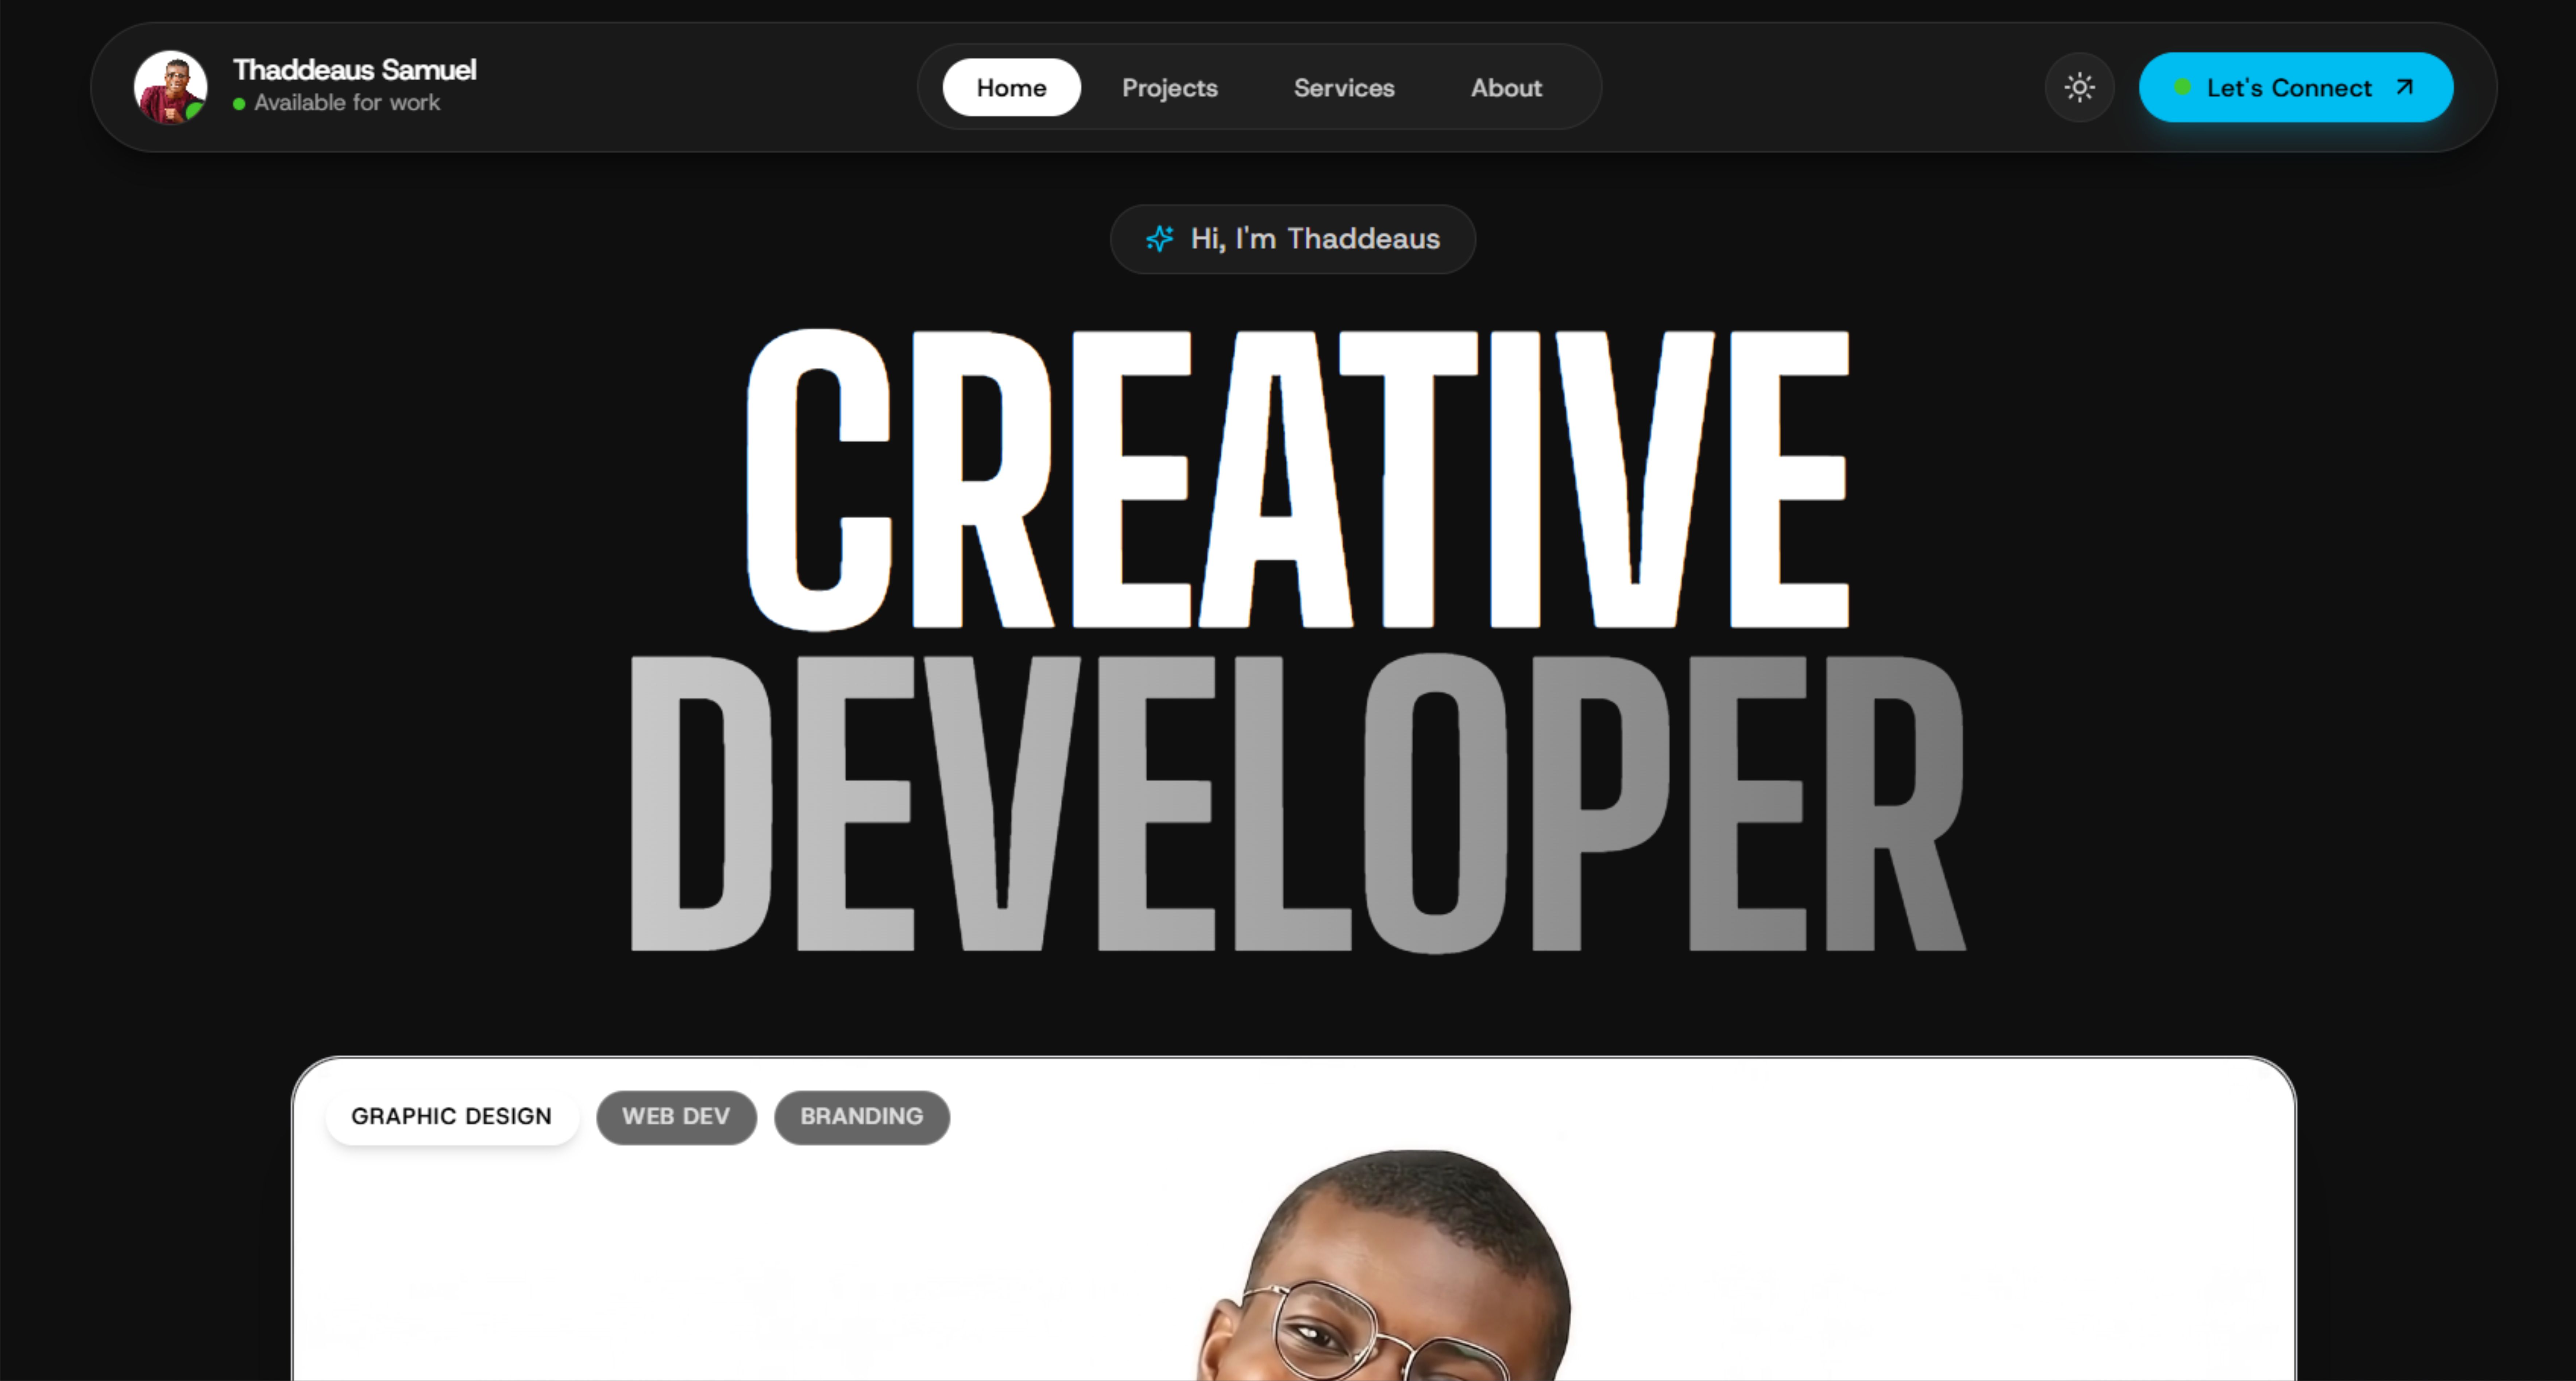 Thaddeaus Samuel
Available for work
Home Projects Services About
Let's Connect
Hi, I'm Thaddeaus
CREATIVE
DEVELOPER
GRAPHIC DESIGN WEB DEV BRANDING